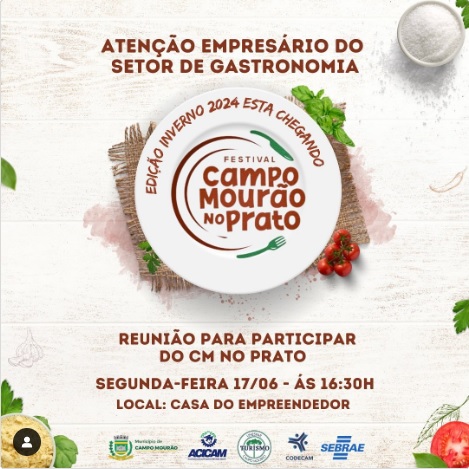 ATENÇÃO EMPRESÁRIO DO
SETOR DE GASTRONOMIA
EDIÇÃO INVERNO 2024 ESTA CHEGANDO
FESTIVAL
CAMPO
MOURÃO
NO PRATO
REUNIÃO PARA PARTICIPAR
DO CM NO PRATO
SEGUNDA-FEIRA 17/06 - ÁS 16:30H
LOCAL: CASA DO EMPREENDEDOR
Município de
CAMPO MOURÃO
ACICAM
TURISMO
CODECAM
SEBRAE